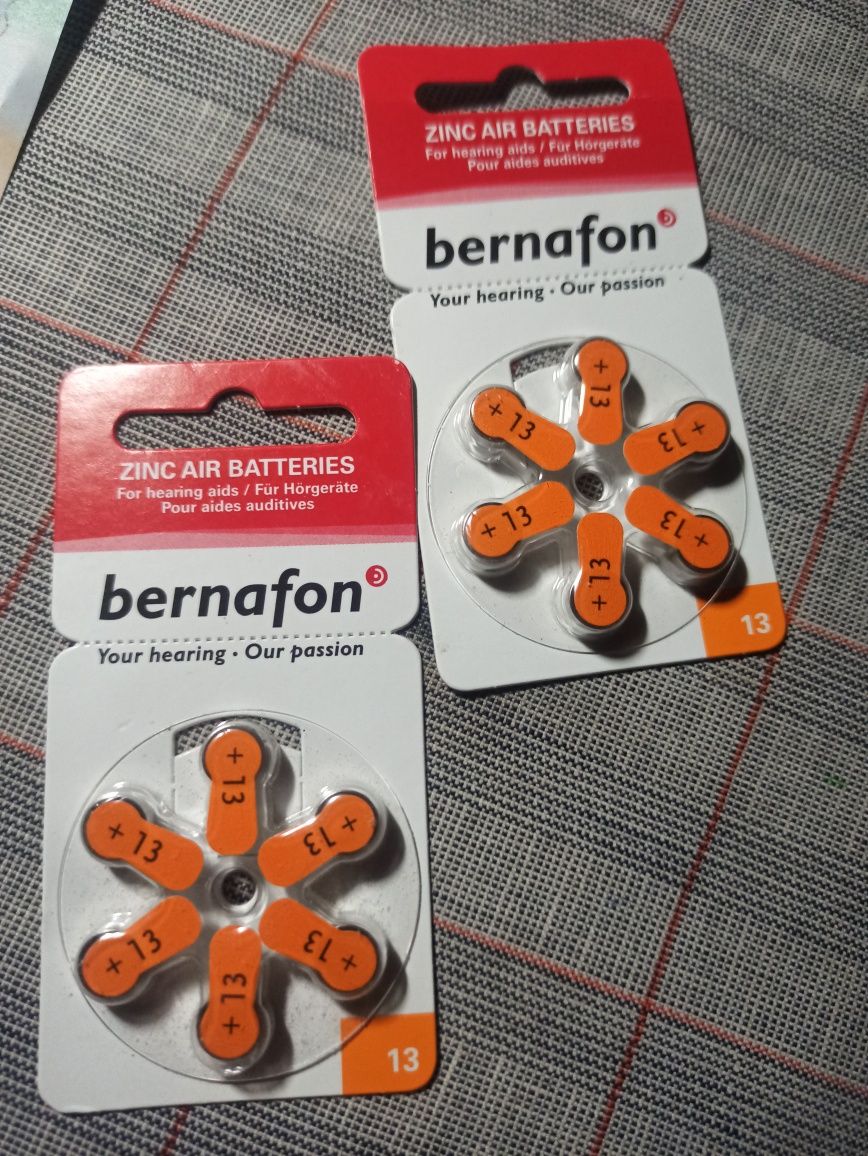 ZINC AIR BATTERIES
For hearing aids / Für Hörgeräte
Pour aides auditives
bernafon
Your hearing · Our passion
+ 13
+ 13
+ 13
+ 13
+ 13
+ 13
13
ZINC AIR BATTERIES
For hearing aids / Für Hörgeräte
Pour aides auditives
bernafon
Your hearing · Our passion
+ 13
+ 13
+ 13
+ 13
+ 13
+ 13
13